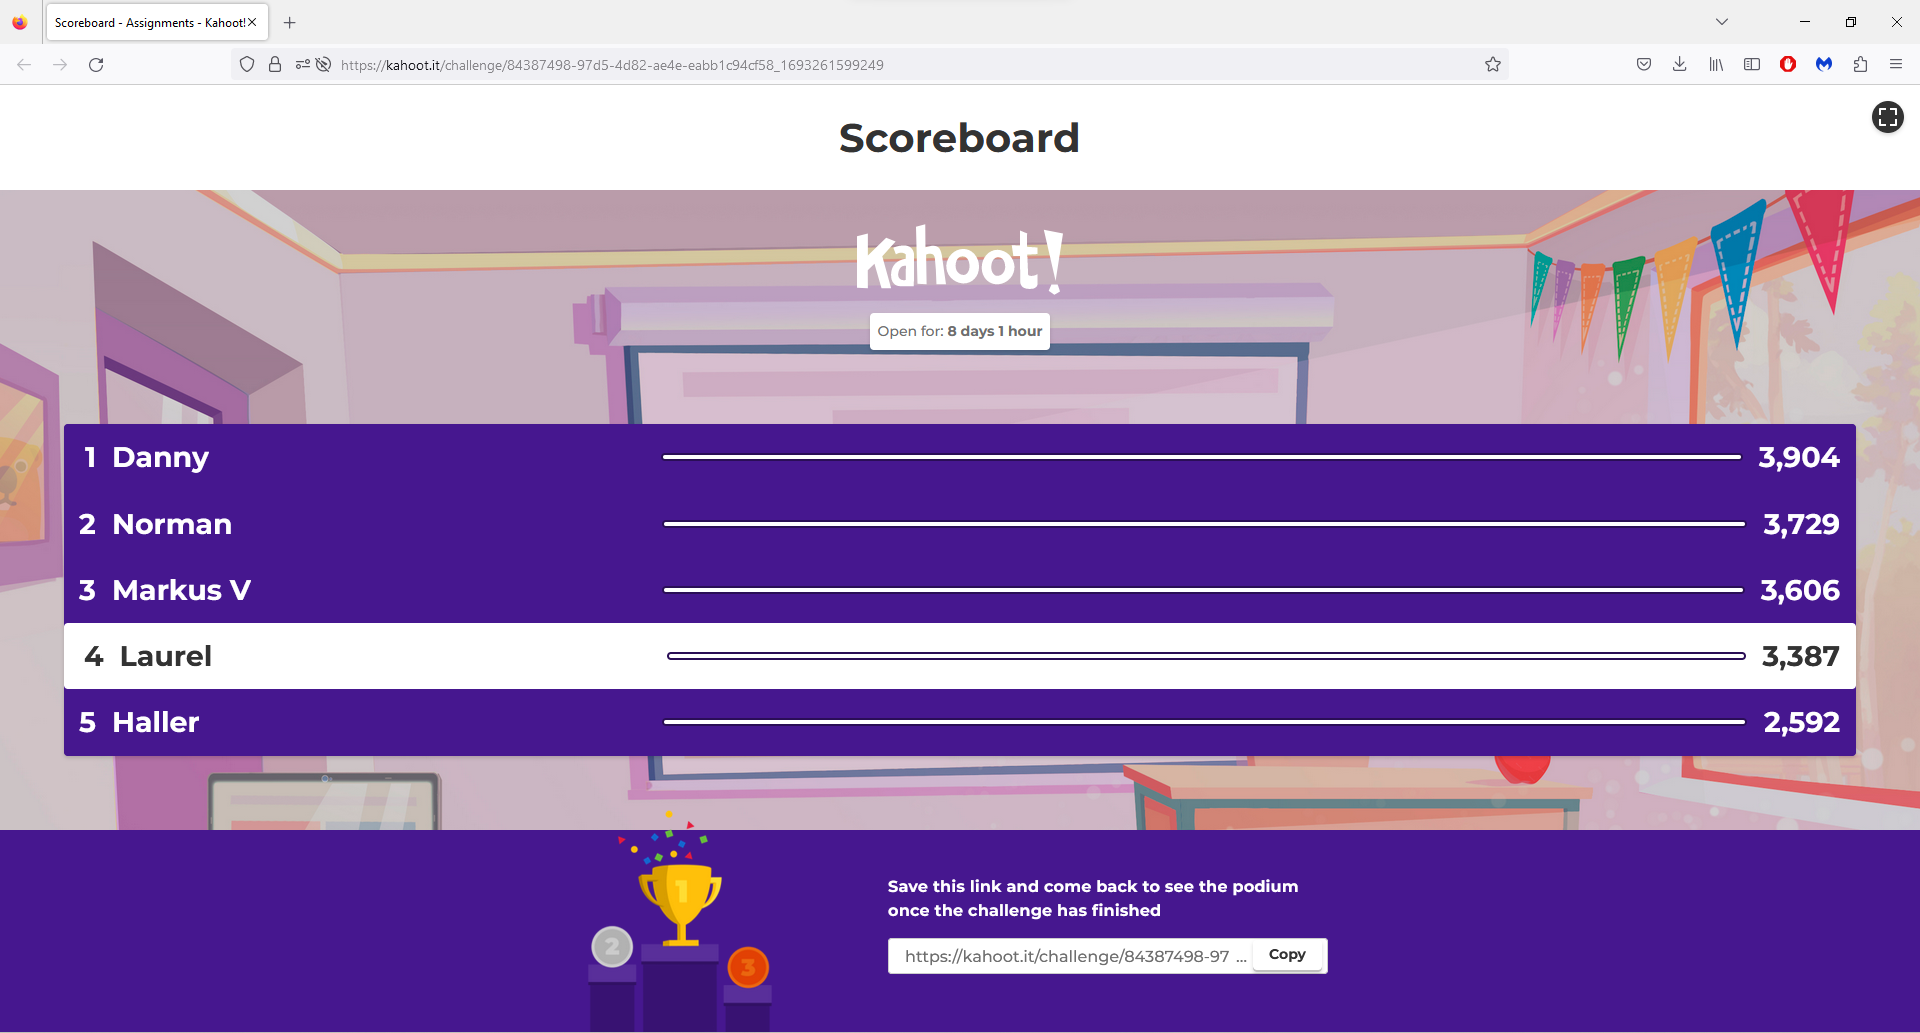 Scoreboard - Assignments - Kahoot!
https://kahoot.it/challenge/84387498-97d5-4d82-ae4e-eabb1c94cf58_1693261599249
Scoreboard
Kahoot!
Open for: 8 days 1 hour
1 Danny 3,904
2 Norman 3,729
3 Markus V 3,606
4 Laurel 3,387
5 Haller 2,592
1
2
3
Save this link and come back to see the podium
once the challenge has finished
https://kahoot.it/challenge/84387498-97 ... Copy